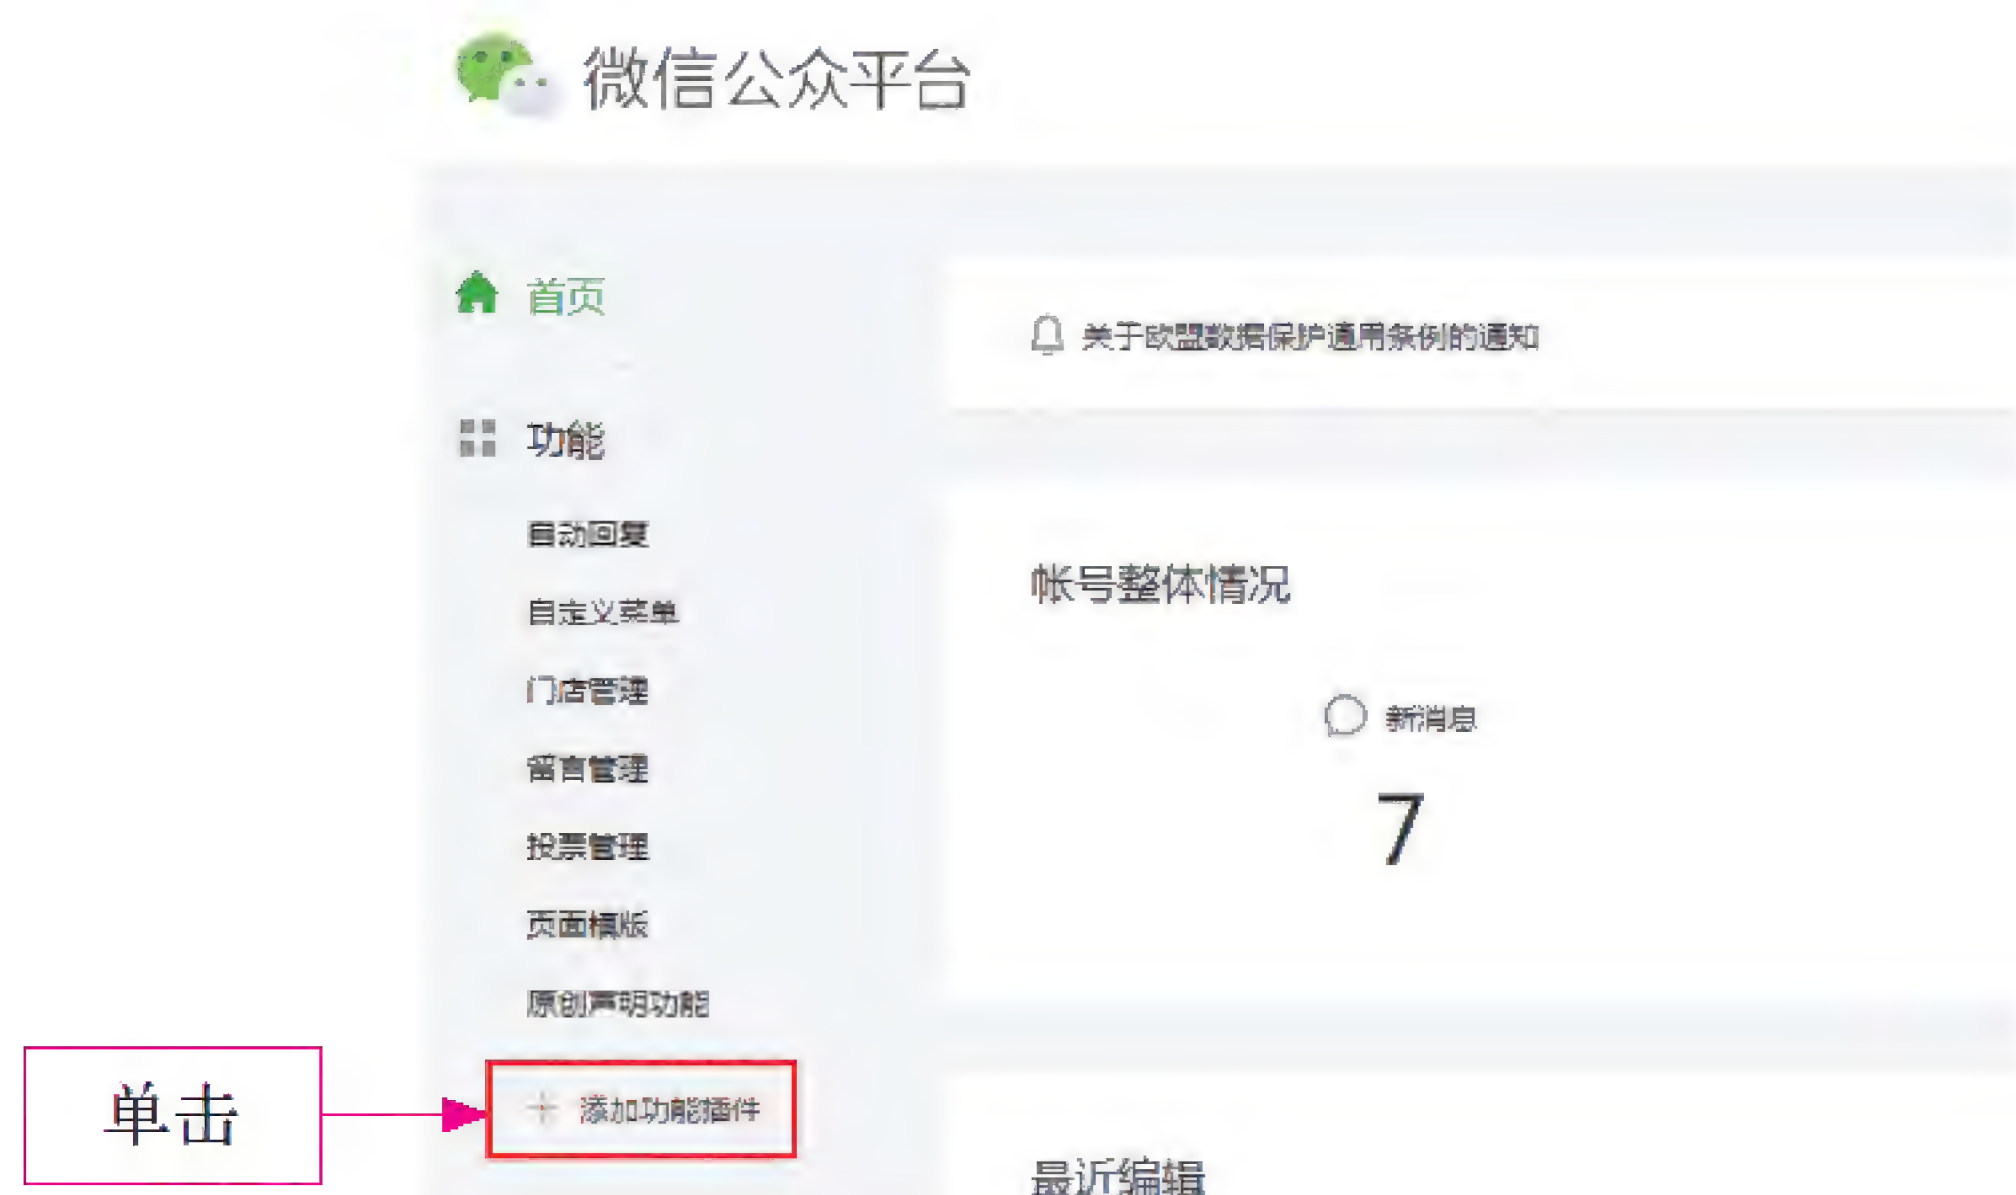 微信公众平台
首页
关于欧盟数据保护通用条例的通知
功能
自动回复
自定义菜单
帐号整体情况
门店管理
新消息
留言管理
7
投票管理
页面模版
原创声明功能
单击
添加功能插件
最近编辑